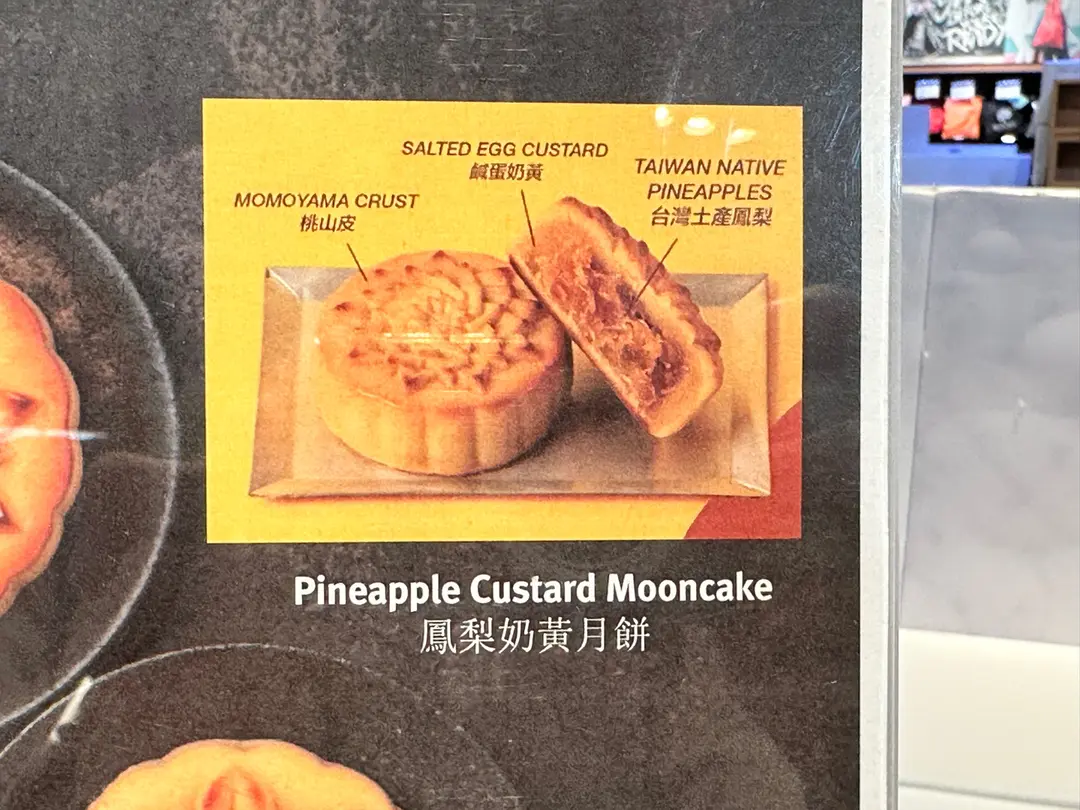 SALTED EGG CUSTARD
鹹蛋奶黃
TAIWAN NATIVE
PINEAPPLES
台灣土產鳳梨
MOMOYAMA CRUST
桃山皮
Pineapple Custard Mooncake
鳳梨奶黃月餅